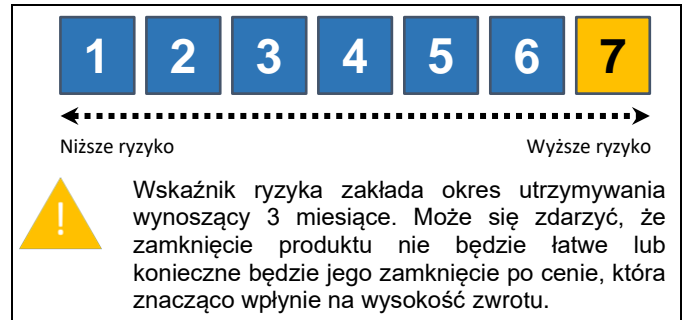 1 2 3 4 5 6 7
Niższe ryzyko Wyższe ryzyko
! Wskaźnik ryzyka zakłada okres utrzymywania
wynoszący 3 miesiące. Może się zdarzyć, że
zamknięcie produktu nie będzie łatwe lub
konieczne będzie jego zamknięcie po cenie, która
znacząco wpłynie na wysokość zwrotu.